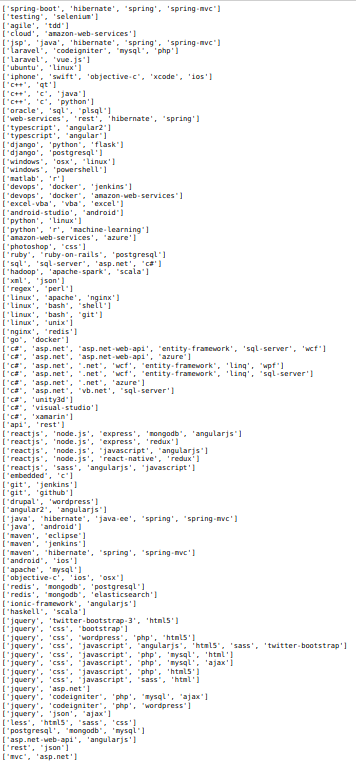 ['spring-boot', 'hibernate', 'spring', 'spring-mvc']
['testing', 'selenium']
['agile', 'tdd']
['cloud', 'amazon-web-services']
['jsp', 'java', 'hibernate', 'spring', 'spring-mvc']
['laravel', 'codeigniter', 'mysql', 'php']
['laravel', 'vue.js']
['ubuntu', 'linux']
['iphone', 'swift', 'objective-c', 'xcode', 'ios']
['c++', 'qt']
['c++', 'c', 'java']
['c++', 'c', 'python']
['oracle', 'sql', 'plsql']
['web-services', 'rest', 'hibernate', 'spring']
['typescript', 'angular2']
['typescript', 'angular']
['django', 'python', 'flask']
['django', 'postgresql']
['windows', 'osx', 'linux']
['windows', 'powershell']
['matlab', 'r']
['devops', 'docker', 'jenkins']
['devops', 'docker', 'amazon-web-services']
['excel-vba', 'vba', 'excel']
['android-studio', 'android']
['python', 'linux']
['python', 'r', 'machine-learning']
['amazon-web-services', 'azure']
['photoshop', 'css']
['ruby', 'ruby-on-rails', 'postgresql']
['sql', 'sql-server', 'asp.net', 'c#']
['hadoop', 'apache-spark', 'scala']
['xml', 'json']
['regex', 'perl']
['linux', 'apache', 'nginx']
['linux', 'bash', 'shell']
['linux', 'bash', 'git']
['linux', 'unix']
['nginx', 'redis']
['go', 'docker']
['c#', 'asp.net', 'asp.net-web-api', 'entity-framework', 'sql-server', 'wcf']
['c#', 'asp.net', 'asp.net-web-api', 'azure']
['c#', 'asp.net', '.net', 'wcf', 'entity-framework', 'linq', 'wpf']
['c#', 'asp.net', '.net', 'wcf', 'entity-framework', 'linq', 'sql-server']
['c#', 'asp.net', '.net', 'azure']
['c#', 'asp.net', 'vb.net', 'sql-server']
['c#', 'unity3d']
['c#', 'visual-studio']
['c#', 'xamarin']
['api', 'rest']
['reactjs', 'node.js', 'express', 'mongodb', 'angularjs']
['reactjs', 'node.js', 'express', 'redux']
['reactjs', 'node.js', 'javascript', 'angularjs']
['reactjs', 'node.js', 'react-native', 'redux']
['reactjs', 'sass', 'angularjs', 'javascript']
['embedded', 'c']
['git', 'jenkins']
['git', 'github']
['drupal', 'wordpress']
['angular2', 'angularjs']
['java', 'hibernate', 'java-ee', 'spring', 'spring-mvc']
['java', 'android']
['maven', 'eclipse']
['maven', 'jenkins']
['maven', 'hibernate', 'spring', 'spring-mvc']
['android', 'ios']
['apache', 'mysql']
['objective-c', 'ios', 'osx']
['redis', 'mongodb', 'postgresql']
['redis', 'mongodb', 'elasticsearch']
['ionic-framework', 'angularjs']
['haskell', 'scala']
['jquery', 'twitter-bootstrap-3', 'html5']
['jquery', 'css', 'bootstrap']
['jquery', 'css', 'wordpress', 'php', 'html5']
['jquery', 'css', 'javascript', 'angularjs', 'html5', 'sass', 'twitter-bootstrap']
['jquery', 'css', 'javascript', 'php', 'mysql', 'html']
['jquery', 'css', 'javascript', 'php', 'mysql', 'ajax']
['jquery', 'css', 'javascript', 'php', 'html5']
['jquery', 'css', 'javascript', 'sass', 'html']
['jquery', 'asp.net']
['jquery', 'codeigniter', 'php', 'mysql', 'ajax']
['jquery', 'codeigniter', 'php', 'wordpress']
['jquery', 'json', 'ajax']
['less', 'html5', 'sass', 'css']
['postgresql', 'mongodb', 'mysql']
['asp.net-web-api', 'angularjs']
['rest', 'json']
['mvc', 'asp.net']